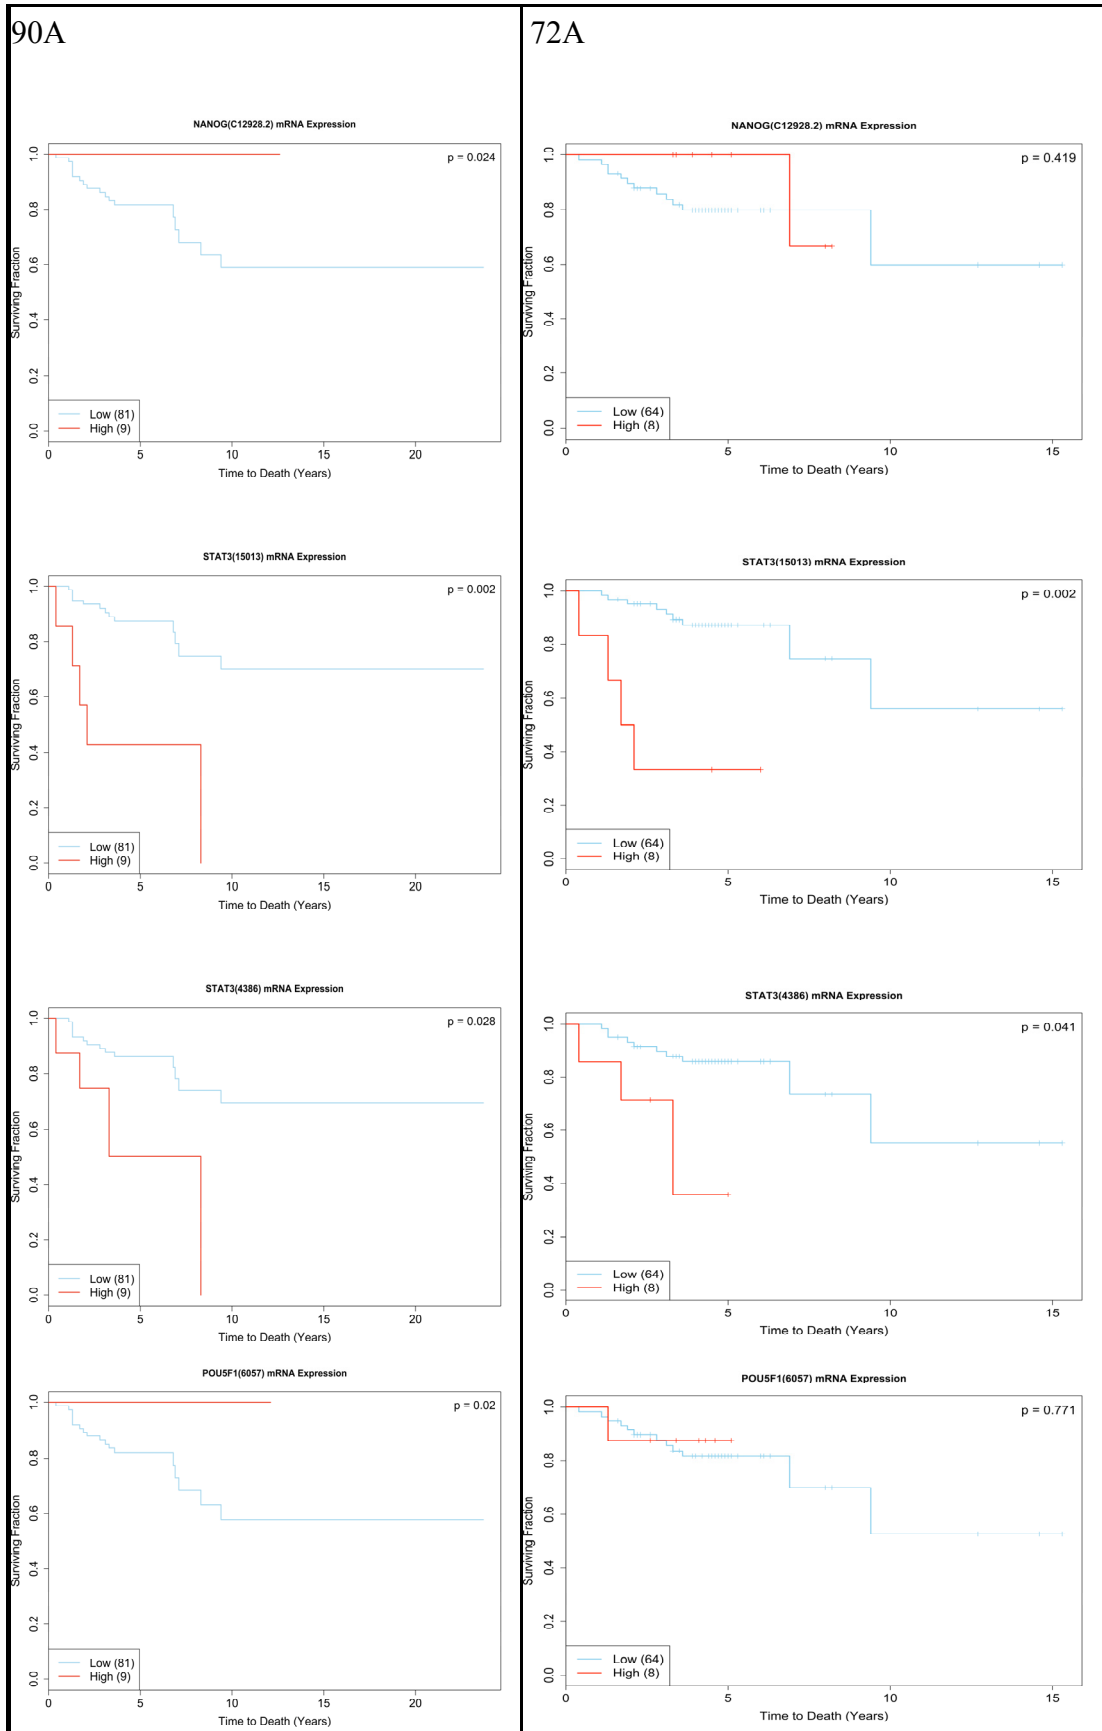 90A
NANOG(C12928.2) mRNA Expression
p = 0.024
Surviving Fraction
0.0 0.2 0.4 0.6 0.8 1.0
Low (81)
High (9)
0 5 10 15 20
Time to Death (Years)
STAT3(15013) mRNA Expression
p = 0.002
Surviving Fraction
0.0 0.2 0.4 0.6 0.8 1.0
Low (81)
High (9)
0 5 10 15 20
Time to Death (Years)
STAT3(4386) mRNA Expression
p = 0.028
Surviving Fraction
0.0 0.2 0.4 0.6 0.8 1.0
Low (81)
High (9)
0 5 10 15 20
Time to Death (Years)
POU5F1(6057) mRNA Expression
p = 0.02
Surviving Fraction
0.0 0.2 0.4 0.6 0.8 1.0
Low (81)
High (9)
0 5 10 15 20
Time to Death (Years)
72A
NANOG(C12928.2) mRNA Expression
p = 0.419
Surviving Fraction
0.0 0.2 0.4 0.6 0.8 1.0
Low (64)
High (8)
0 5 10 15
Time to Death (Years)
STAT3(15013) mRNA Expression
p = 0.002
Surviving Fraction
0.0 0.2 0.4 0.6 0.8 1.0
Low (64)
High (8)
0 5 10 15
Time to Death (Years)
STAT3(4386) mRNA Expression
p = 0.041
Surviving Fraction
0.0 0.2 0.4 0.6 0.8 1.0
Low (64)
High (8)
0 5 10 15
Time to Death (Years)
POU5F1(6057) mRNA Expression
p = 0.771
Surviving Fraction
0.0 0.2 0.4 0.6 0.8 1.0
Low (64)
High (8)
0 5 10 15
Time to Death (Years)